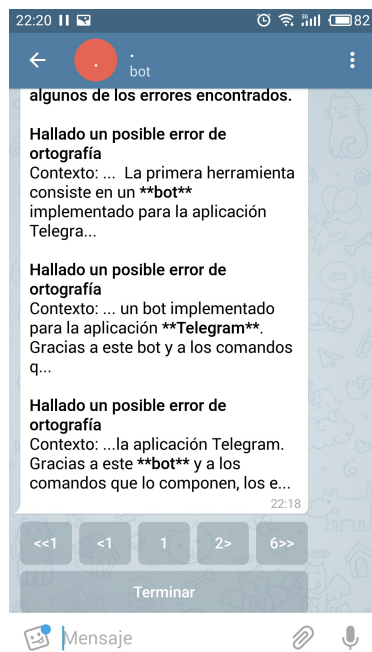 22:20
82
.
.
bot
algunos de los errores encontrados.
Hallado un posible error de
ortografía
Contexto: ... La primera herramienta
consiste en un **bot**
implementado para la aplicación
Telegra...
Hallado un posible error de
ortografía
Contexto: ... un bot implementado
para la aplicación **Telegram**.
Gracias a este bot y a los comandos
q...
Hallado un posible error de
ortografía
Contexto: ...la aplicación Telegram.
Gracias a este **bot** y a los
comandos que lo componen, los e...
22:18
<<1 <1 1 2> 6>>
Terminar
Mensaje